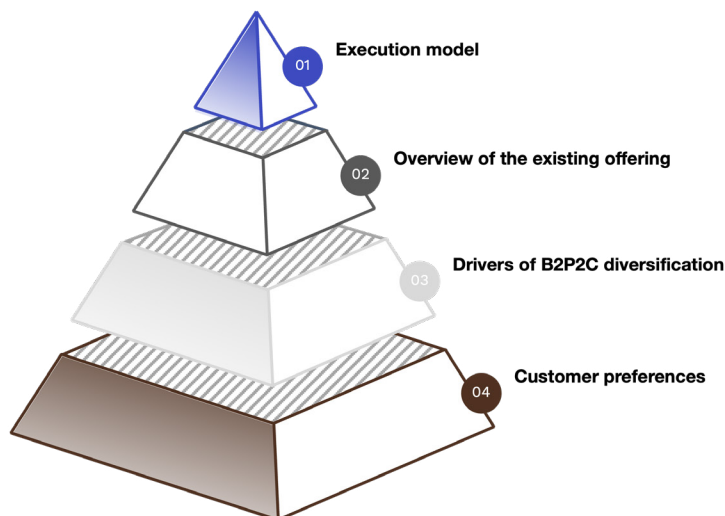 01
Execution model
02
Overview of the existing offering
03
Drivers of B2P2C diversification
04
Customer preferences